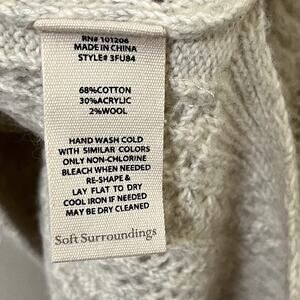 RN# 101206
MADE IN CHINA
STYLE# 3FU84
68%COTTON
30%ACRYLIC
2%WOOL
HAND WASH COLD
WITH SIMILAR COLORS
ONLY NON-CHLORINE
BLEACH WHEN NEEDED
RE-SHAPE &
LAY FLAT TO DRY
COOL IRON IF NEEDED
MAY BE DRY CLEANED
Soft Surroundings